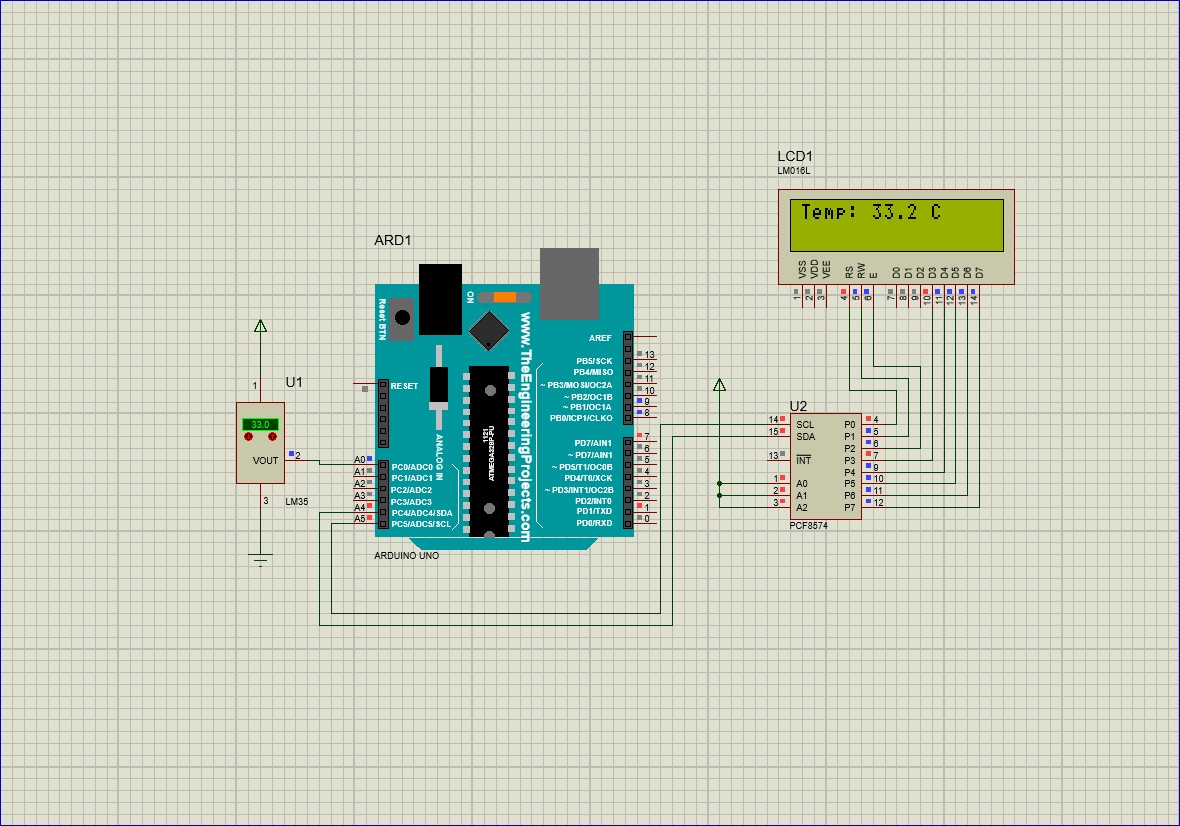 LCD1
LM016L
Temp: 33.2 C
VSS
VDD
VEE
RS
RW
E
D0
D1
D2
D3
D4
D5
D6
D7
1
2
3
4
5
6
7
8
9
10
11
12
13
14
ARD1
ON
Reset BTN
www.TheEngineeringProjects.com
1121
ATMEGA328P-PU
ANALOG IN
RESET
A0
A1
A2
A3
A4
A5
PC0/ADC0
PC1/ADC1
PC2/ADC2
PC3/ADC3
PC4/ADC4/SDA
PC5/ADC5/SCL
AREF
PB5/SCK 13
PB4/MISO 12
~ PB3/MOSI/OC2A 11
~ PB2/OC1B 10
~ PB1/OC1A 9
PB0/ICP1/CLKO 8
PD7/AIN1 7
~ PD7/AIN1 6
~ PD5/T1/OC0B 5
PD4/T0/XCK 4
~ PD3/INT1/OC2B 3
PD2/INT0 2
PD1/TXD 1
PD0/RXD 0
ARDUINO UNO
U1
1
33.0
VOUT 2
3
LM35
U2
14 SCL P0 4
15 SDA P1 5
P2 6
13 INT P3 7
P4 9
1 A0 P5 10
2 A1 P6 11
3 A2 P7 12
PCF8574